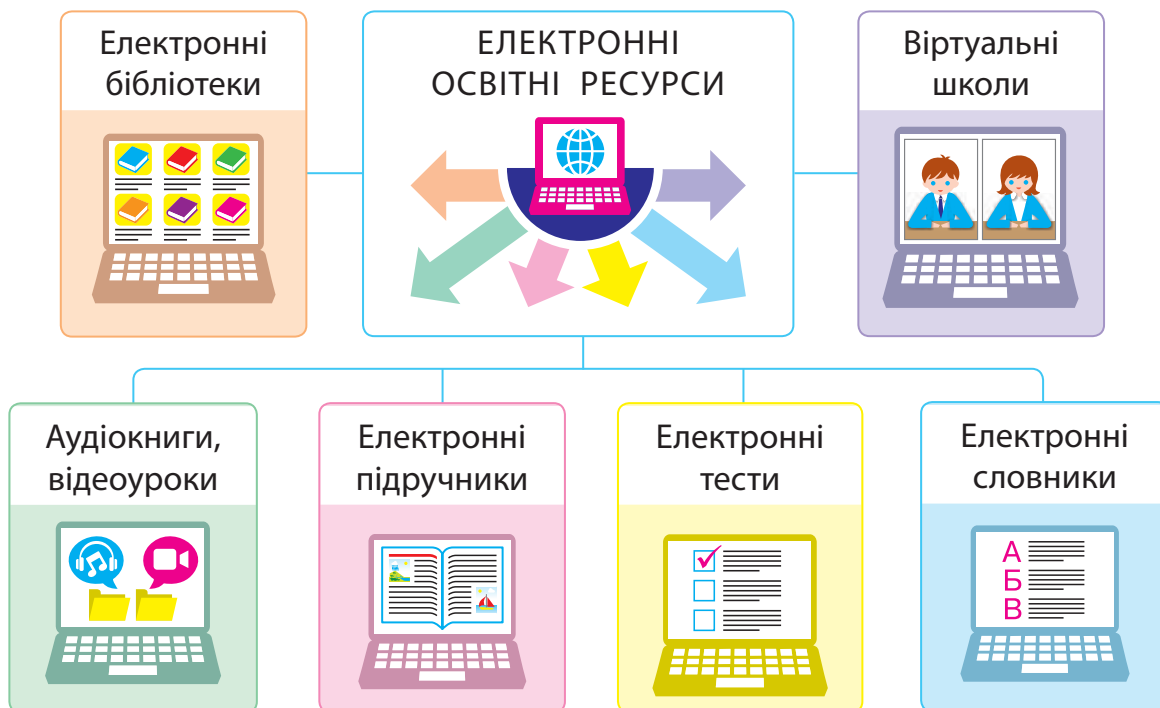 Електронні
бібліотеки
ЕЛЕКТРОННІ
ОСВІТНІ РЕСУРСИ
Віртуальні
школи
Аудіокниги,
відеоуроки
Електронні
підручники
Електронні
тести
Електронні
словники
А
Б
В